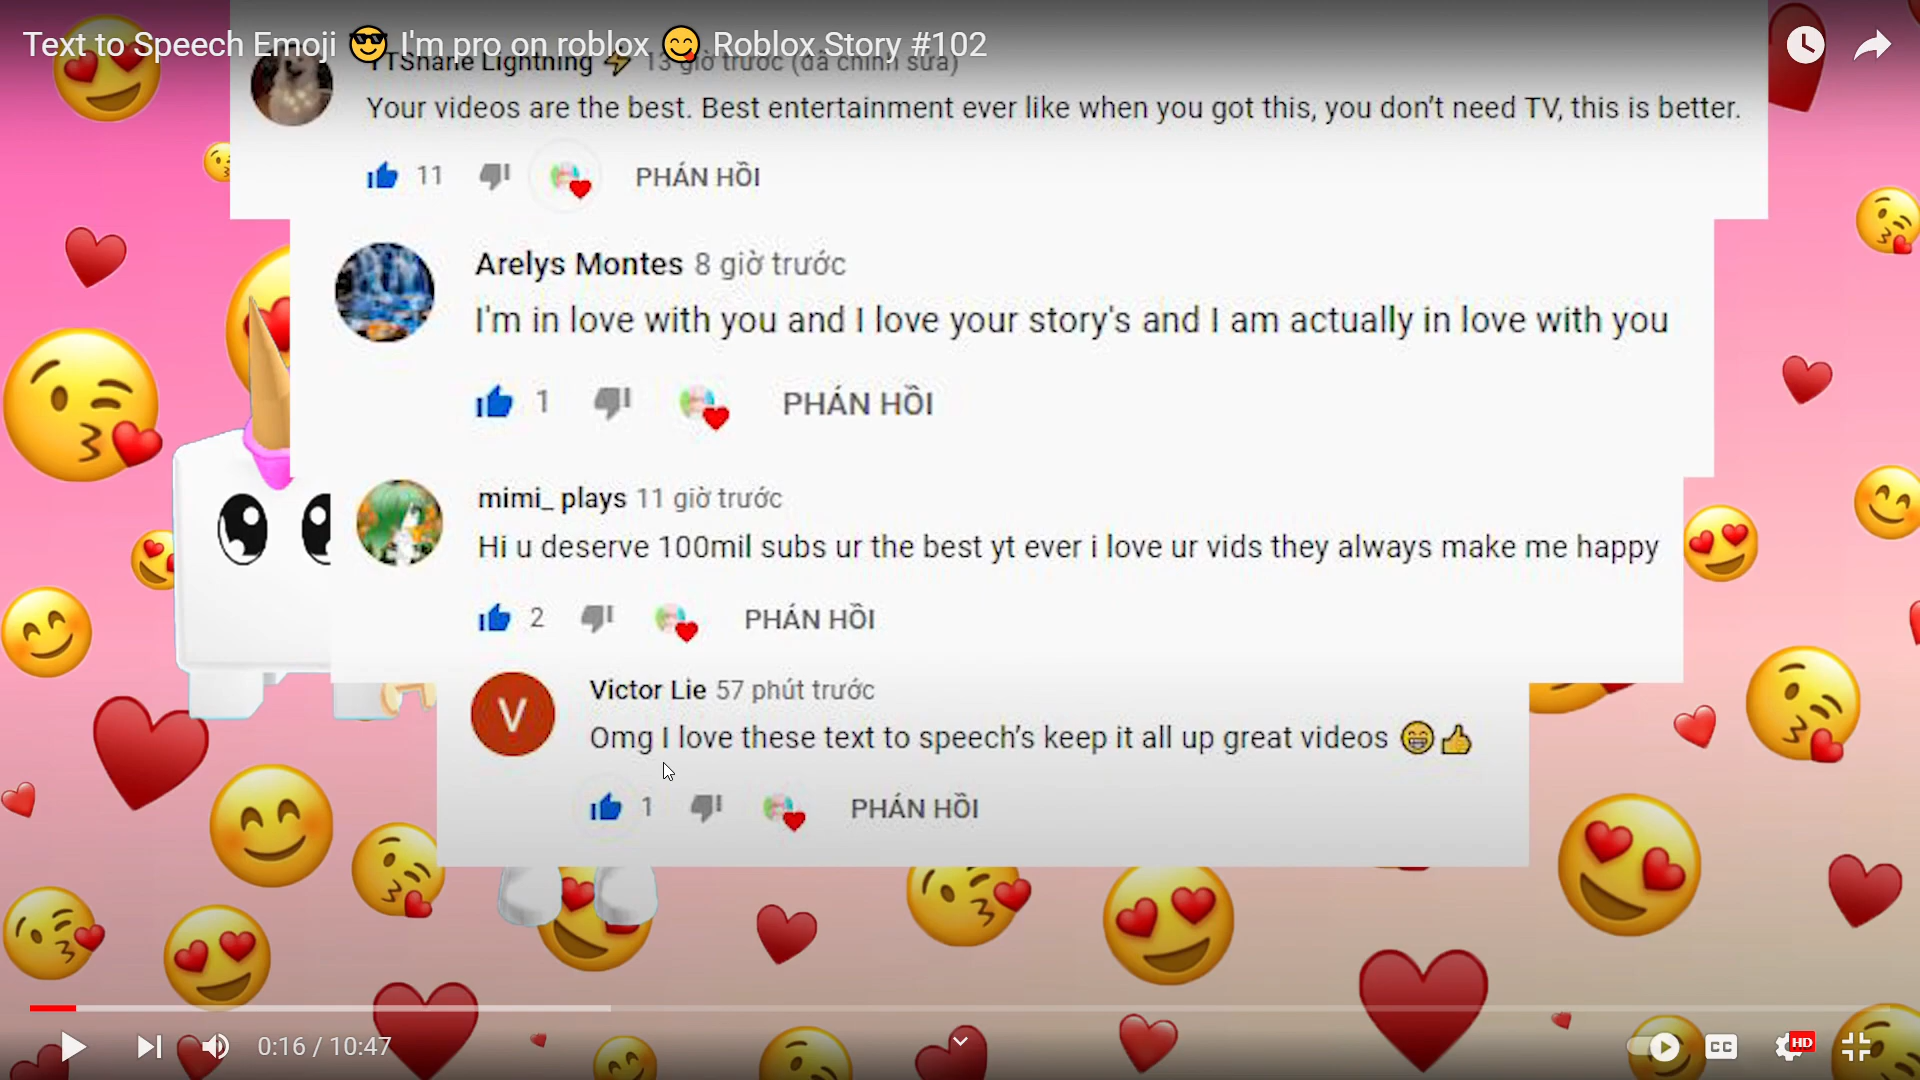 Text to Speech Emoji 😎 I'm pro on roblox 😋 Roblox Story #102
YTShane Lightning ⚡ 13 giờ trước (đã chỉnh sửa)
Your videos are the best. Best entertainment ever like when you got this, you don’t need TV, this is better.
11 PHẢN HỒI
Arelys Montes 8 giờ trước
I'm in love with you and I love your story's and I am actually in love with you
1 PHẢN HỒI
mimi_ plays 11 giờ trước
Hi u deserve 100mil subs ur the best yt ever i love ur vids they always make me happy
2 PHẢN HỒI
V
Victor Lie 57 phút trước
Omg I love these text to speech’s keep it all up great videos 😁👍
1 PHẢN HỒI
0:16 / 10:47
CC
HD